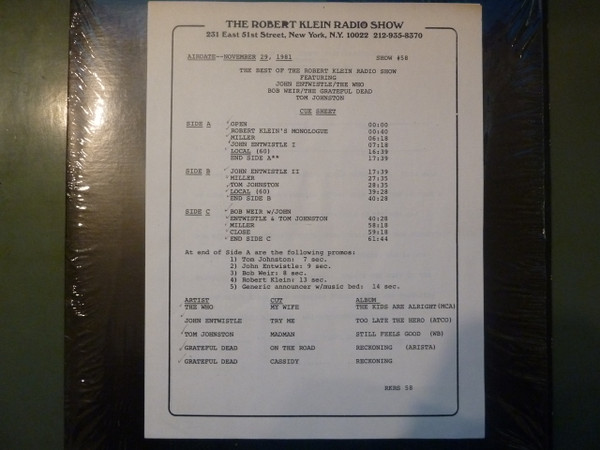 THE ROBERT KLEIN RADIO SHOW
251 East 51st Street, New York, N.Y. 10022 212-935-8370
AIRDATE--NOVEMBER 29, 1981 SHOW #58
THE BEST OF THE ROBERT KLEIN RADIO SHOW
FEATURING
JOHN ENTWISTLE/THE WHO
BOB WEIR/THE GRATEFUL DEAD
TOM JOHNSTON
CUE SHEET
SIDE A OPEN 00:00
ROBERT KLEIN'S MONOLOGUE 00:40
MILLER 06:18
JOHN ENTWISTLE I 07:18
LOCAL (60) 16:39
END SIDE A** 17:39
SIDE B JOHN ENTWISTLE II 17:39
MILLER 27:35
TOM JOHNSTON 28:35
LOCAL (60) 39:28
END SIDE B 40:28
SIDE C BOB WEIR w/JOHN
ENTWISTLE & TOM JOHNSTON 40:28
MILLER 58:18
CLOSE 59:18
END SIDE C 61:44
At end of Side A are the following promos:
1) Tom Johnston: 7 sec.
2) John Entwistle: 9 sec.
3) Bob Weir: 8 sec.
4) Robert Klein: 13 sec.
5) Generic announcer w/music bed: 14 sec.
ARTIST CUT ALBUM
THE WHO MY WIFE THE KIDS ARE ALRIGHT(MCA)
JOHN ENTWISTLE TRY ME TOO LATE THE HERO (ATCO)
TOM JOHNSTON MADMAN STILL FEELS GOOD (WB)
GRATEFUL DEAD ON THE ROAD RECKONING (ARISTA)
GRATEFUL DEAD CASSIDY RECKONING
RKRS 58